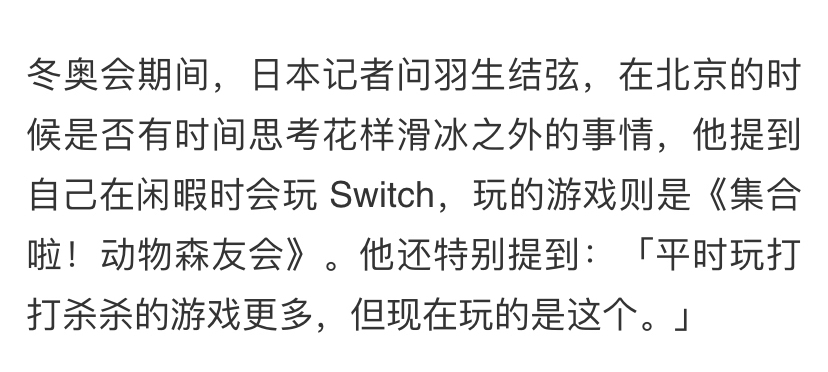 冬奥会期间，日本记者问羽生结弦，在北京的时
候是否有时间思考花样滑冰之外的事情，他提到
自己在闲暇时会玩 Switch，玩的游戏则是《集合
啦！动物森友会》。他还特别提到：「平时玩打
打杀杀的游戏更多，但现在玩的是这个。」